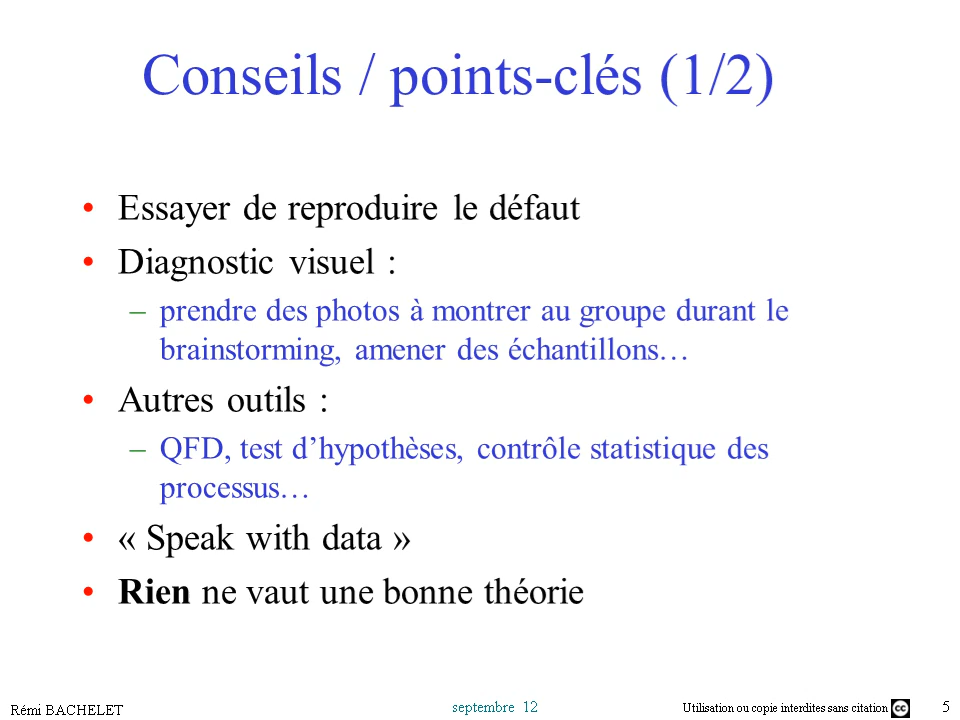 Conseils / points-clés (1/2)
• Essayer de reproduire le défaut
• Diagnostic visuel :
– prendre des photos à montrer au groupe durant le
brainstorming, amener des échantillons…
• Autres outils :
– QFD, test d’hypothèses, contrôle statistique des
processus…
• « Speak with data »
• Rien ne vaut une bonne théorie
Rémi BACHELET
septembre 12
Utilisation ou copie interdites sans citation
cc
5